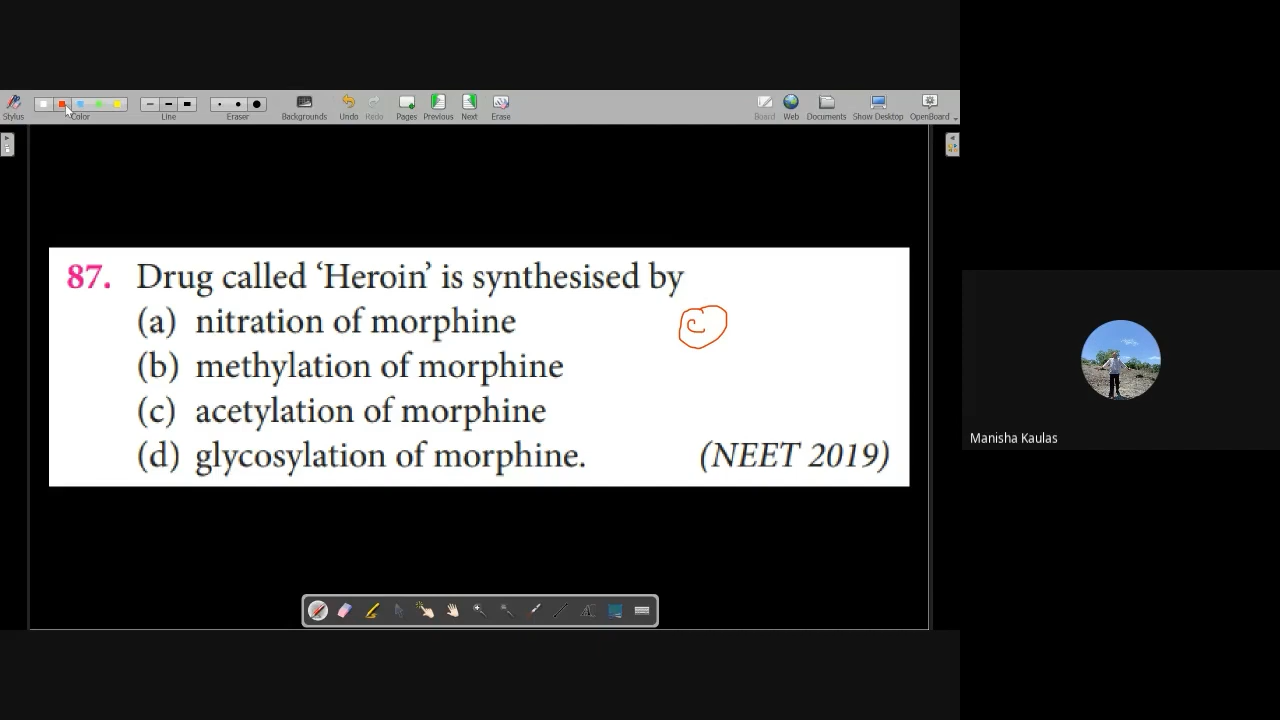 Stylus Color Line Eraser Backgrounds Undo Redo Pages Previous Next Erase Board Web Documents Show Desktop OpenBoard
87. Drug called ‘Heroin’ is synthesised by
(a) nitration of morphine
c
(b) methylation of morphine
(c) acetylation of morphine
(d) glycosylation of morphine. (NEET 2019)
Manisha Kaulas